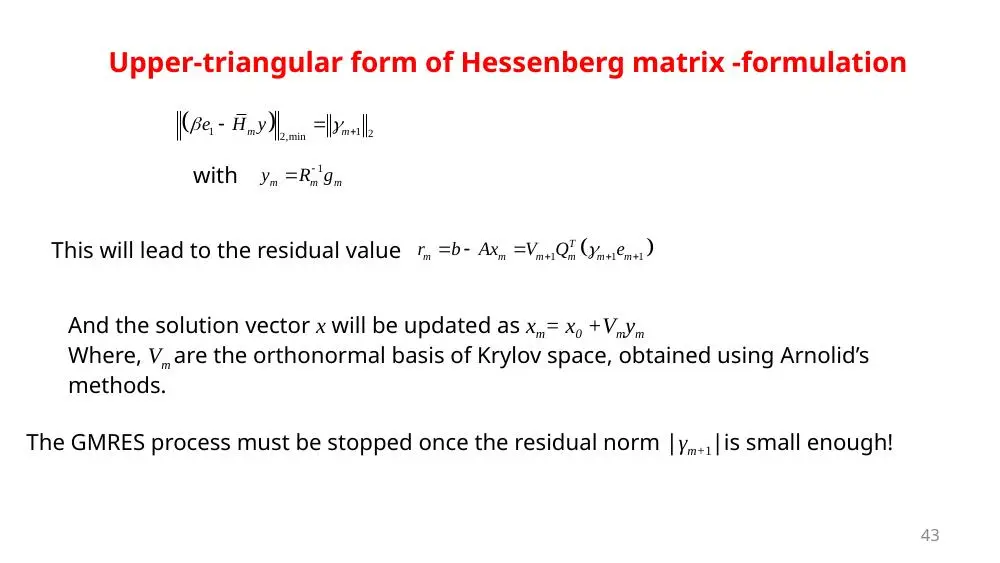 Upper-triangular form of Hessenberg matrix -formulation
‖(βe₁ - H̅ₘy)‖₂,min = ‖γₘ₊₁‖₂
with yₘ = Rₘ⁻¹gₘ
This will lead to the residual value rₘ = b - Axₘ = Vₘ₊₁Qₘᵀ(γₘ₊₁eₘ₊₁)
And the solution vector x will be updated as xₘ= x₀ +Vₘyₘ
Where, Vₘ are the orthonormal basis of Krylov space, obtained using Arnolid’s
methods.
The GMRES process must be stopped once the residual norm |γₘ₊₁|is small enough!
43